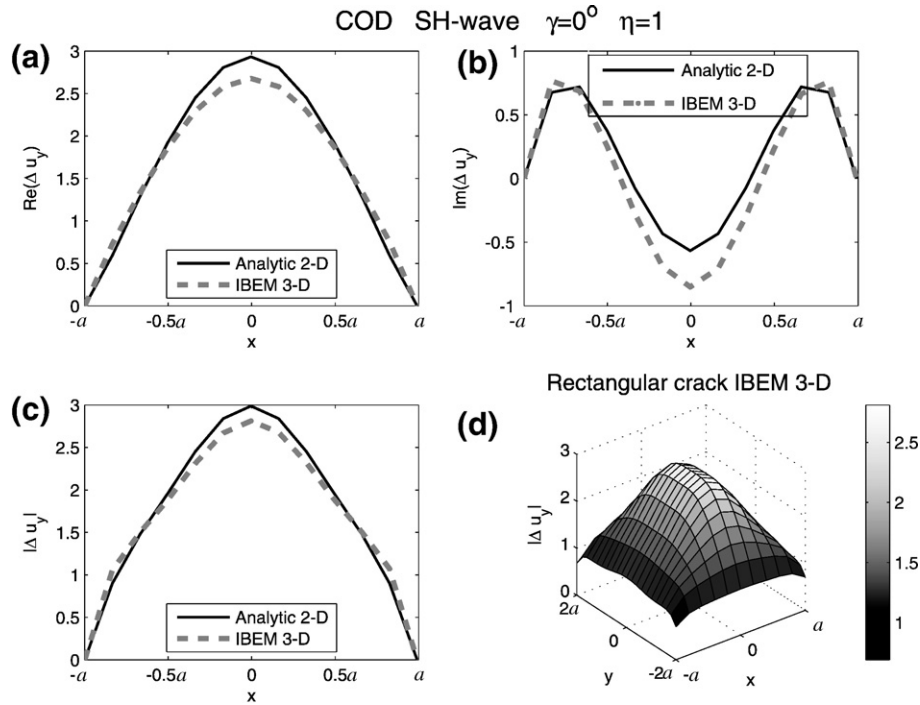 COD SH-wave γ=0° η=1
(a)
Re(Δ u_y)
3
2.5
2
1.5
1
0.5
0
-a -0.5a 0 0.5a a
x
Analytic 2-D
IBEM 3-D
(b)
Im(Δ u_y)
1
0.5
0
-0.5
-1
-a -0.5a 0 0.5a a
x
Analytic 2-D
IBEM 3-D
(c)
|Δ u_y|
3
2.5
2
1.5
1
0.5
0
-a -0.5a 0 0.5a a
x
Analytic 2-D
IBEM 3-D
Rectangular crack IBEM 3-D
(d)
|Δ u_y|
3
2
1
0
2a 0 -2a
y
-a 0 a
x
2.5
2
1.5
1